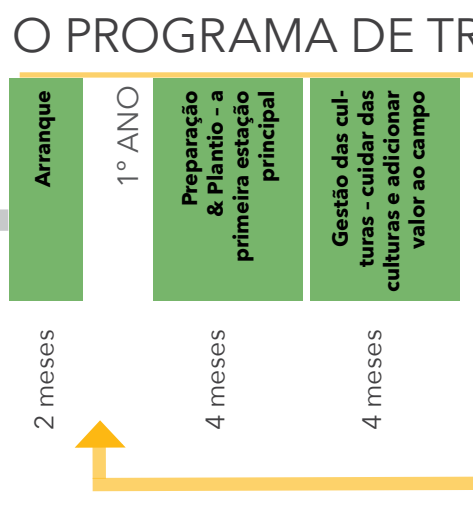 O PROGRAMA DE TR
Arranque
2 meses
1º ANO
Preparação
& Plantio – a
primeira estação
principal
4 meses
Gestão das cul-
turas – cuidar das
culturas e adicionar
valor ao campo
4 meses